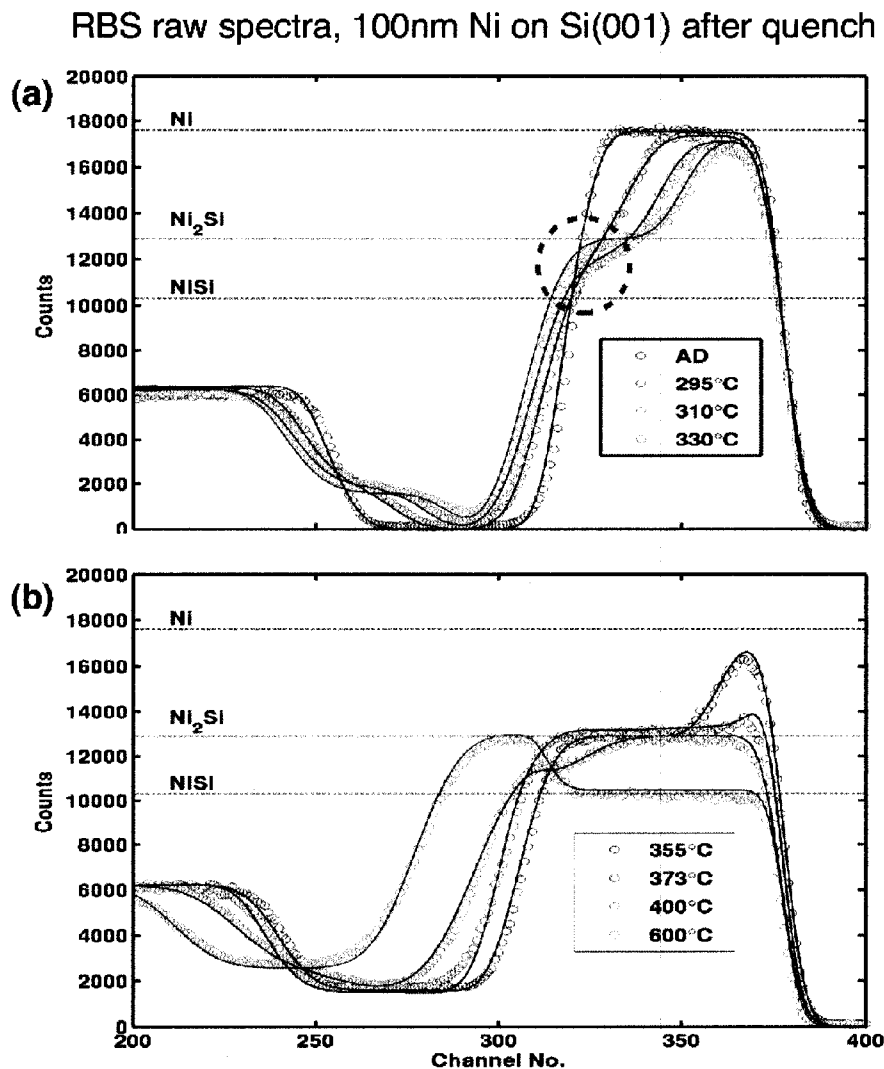 RBS raw spectra, 100nm Ni on Si(001) after quench
(a)
20000
18000
16000
14000
12000
10000
8000
6000
4000
2000
0
Counts
Ni
Ni2Si
NiSi
AD
295°C
310°C
330°C
(b)
20000
18000
16000
14000
12000
10000
8000
6000
4000
2000
0
Counts
Ni
Ni2Si
NiSi
355°C
373°C
400°C
600°C
200
250
300
350
400
Channel No.